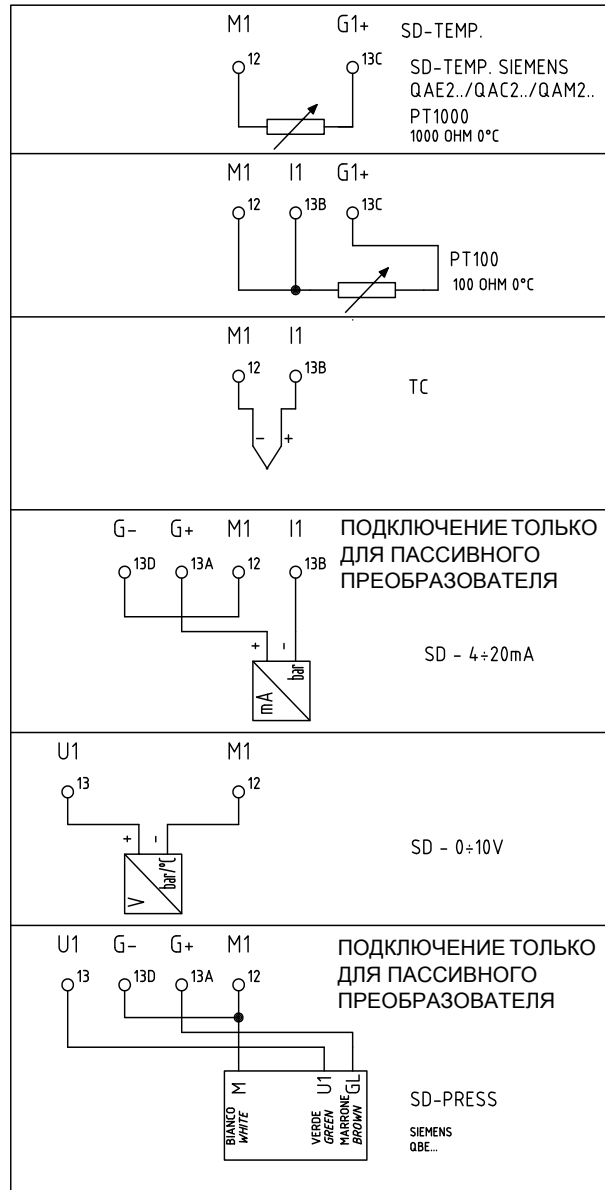 M1 G1+ SD-TEMP.
12 13C SD-TEMP. SIEMENS
QAE2../QAC2../QAM2..
PT1000
1000 OHM 0°C
M1 I1 G1+
12 13B 13C
PT100
100 OHM 0°C
M1 I1
12 13B
TC
- +
G- G+ M1 I1 ПОДКЛЮЧЕНИЕ ТОЛЬКО
13D 13A 12 13B ДЛЯ ПАССИВНОГО
ПРЕОБРАЗОВАТЕЛЯ
+ -
SD - 4÷20mA
mA bar
U1 M1
13 12
+ -
SD - 0÷10V
V bar/°C
U1 G- G+ M1 ПОДКЛЮЧЕНИЕ ТОЛЬКО
13 13D 13A 12 ДЛЯ ПАССИВНОГО
ПРЕОБРАЗОВАТЕЛЯ
M U1 GL
BIANCO VERDE MARRONE
WHITE GREEN BROWN
SD-PRESS
SIEMENS
QBE...